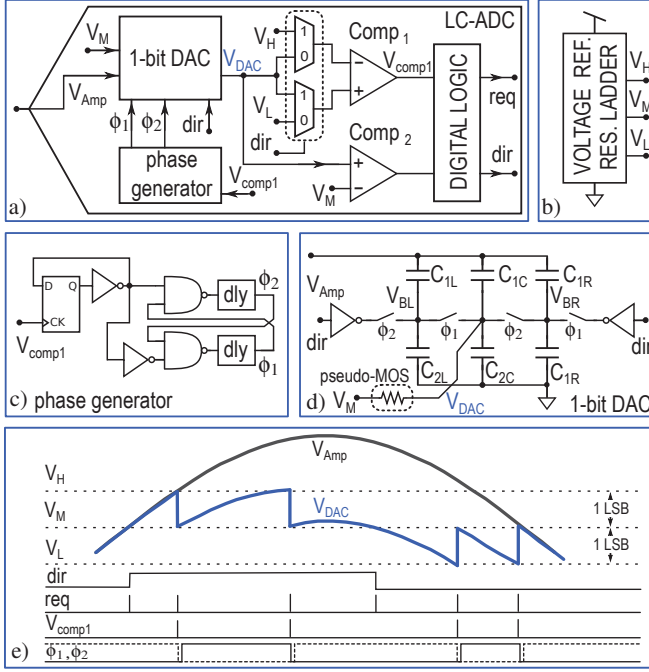 LC-ADC
V_M
1-bit DAC
V_DAC
V_H
1
0
Comp 1
V_comp1
V_Amp
ϕ1
ϕ2
dir
V_L
1
0
dir
Comp 2
V_M
DIGITAL LOGIC
req
dir
phase
generator
V_comp1
a)
VOLTAGE REF.
RES. LADDER
V_H
V_M
V_L
b)
D
Q
CK
V_comp1
dly
ϕ2
dly
ϕ1
c) phase generator
V_Amp
C1L
C1C
C1R
V_BL
V_BR
dir
ϕ2
ϕ1
ϕ2
ϕ1
dir
C2L
C2C
C1R
pseudo-MOS
V_M
V_DAC
d)
1-bit DAC
V_Amp
V_H
V_M
V_DAC
1 LSB
V_L
1 LSB
dir
req
V_comp1
e)
ϕ1,ϕ2